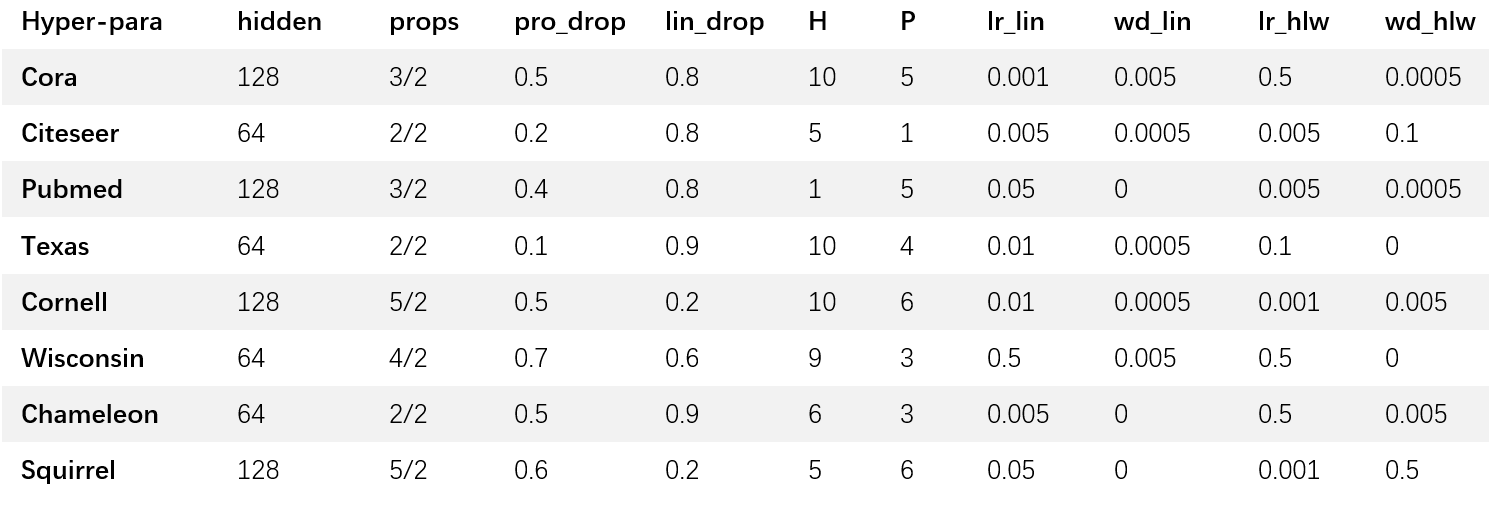 Hyper-para hidden props pro_drop lin_drop H P lr_lin wd_lin lr_hlw wd_hlw
Cora 128 3/2 0.5 0.8 10 5 0.001 0.005 0.5 0.0005
Citeseer 64 2/2 0.2 0.8 5 1 0.005 0.0005 0.005 0.1
Pubmed 128 3/2 0.4 0.8 1 5 0.05 0 0.005 0.0005
Texas 64 2/2 0.1 0.9 10 4 0.01 0.0005 0.1 0
Cornell 128 5/2 0.5 0.2 10 6 0.01 0.0005 0.001 0.005
Wisconsin 64 4/2 0.7 0.6 9 3 0.5 0.005 0.5 0
Chameleon 64 2/2 0.5 0.9 6 3 0.005 0 0.5 0.005
Squirrel 128 5/2 0.6 0.2 5 6 0.05 0 0.001 0.5